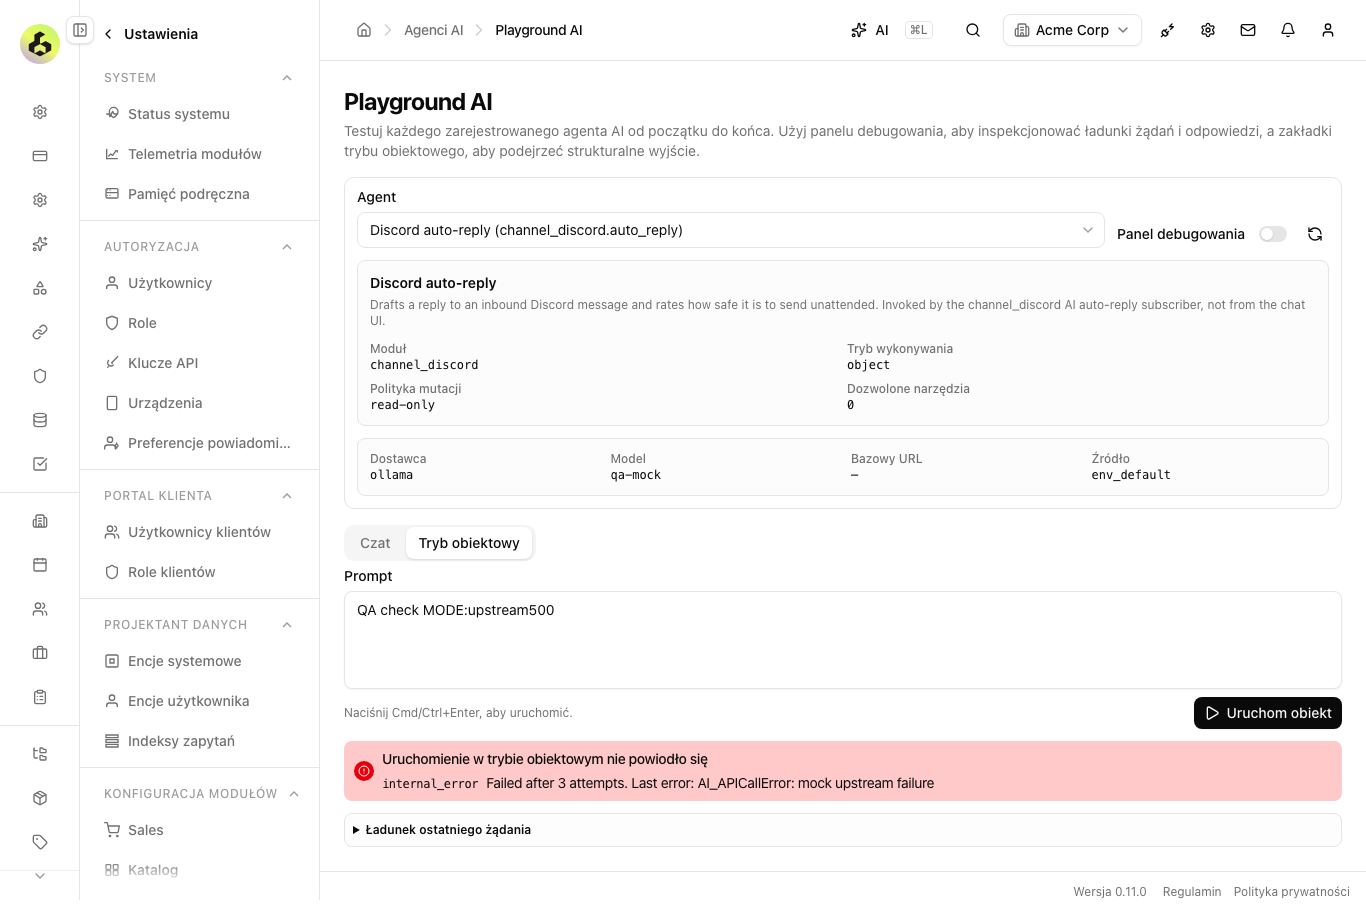 Ustawienia
SYSTEM
Status systemu
Telemetria modułów
Pamięć podręczna
AUTORYZACJA
Użytkownicy
Role
Klucze API
Urządzenia
Preferencje powiadomi...
PORTAL KLIENTA
Użytkownicy klientów
Role klientów
PROJEKTANT DANYCH
Encje systemowe
Encje użytkownika
Indeksy zapytań
KONFIGURACJA MODUŁÓW
Sales
Katalog
Agenci AI
Playground AI
AI
⌘L
Acme Corp
Playground AI
Testuj każdego zarejestrowanego agenta AI od początku do końca. Użyj panelu debugowania, aby inspekcjonować ładunki żądań i odpowiedzi, a zakładki
trybu obiektowego, aby podejrzeć strukturalne wyjście.
Agent
Discord auto-reply (channel_discord.auto_reply)
Panel debugowania
Discord auto-reply
Drafts a reply to an inbound Discord message and rates how safe it is to send unattended. Invoked by the channel_discord AI auto-reply subscriber, not from the chat
UI.
Moduł
channel_discord
Tryb wykonywania
object
Polityka mutacji
read-only
Dozwolone narzędzia
0
Dostawca
ollama
Model
qa-mock
Bazowy URL
—
Źródło
env_default
Czat
Tryb obiektowy
Prompt
QA check MODE:upstream500
Naciśnij Cmd/Ctrl+Enter, aby uruchomić.
Uruchom obiekt
Uruchomienie w trybie obiektowym nie powiodło się
internal_error Failed after 3 attempts. Last error: AI_APICallError: mock upstream failure
Ładunek ostatniego żądania
Wersja 0.11.0
Regulamin
Polityka prywatności